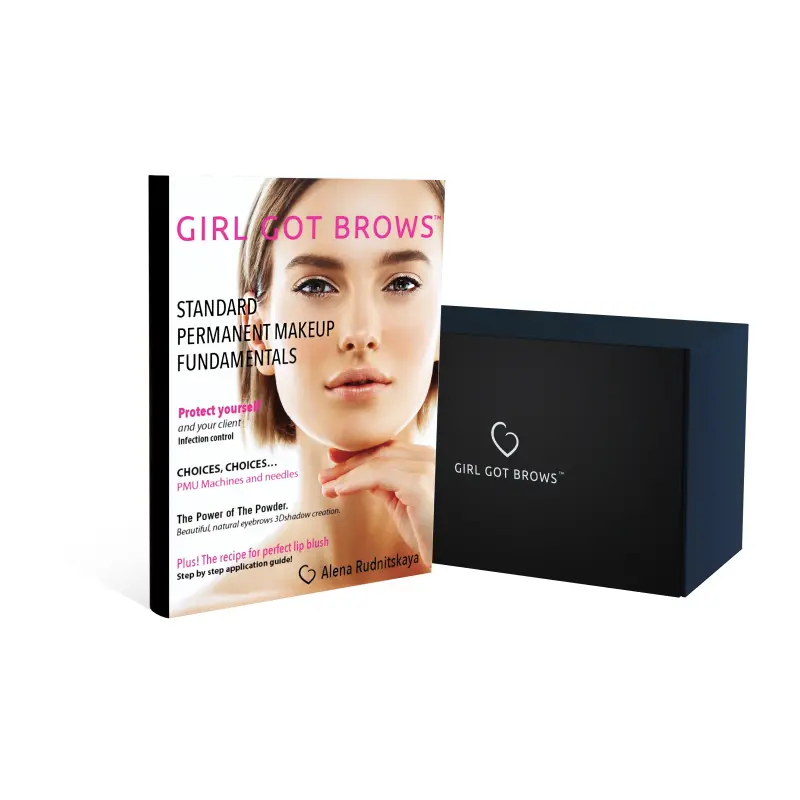 GIRL GOT BROWS™
STANDARD
PERMANENT MAKEUP
FUNDAMENTALS
Protect yourself
and your client
Infection control
CHOICES, CHOICES...
PMU Machines and needles
The Power of The Powder.
Beautiful, natural eyebrows 3Dshadow creation.
Plus! The recipe for perfect lip blush
Step by step application guide!
Alena Rudnitskaya
GIRL GOT BROWS™